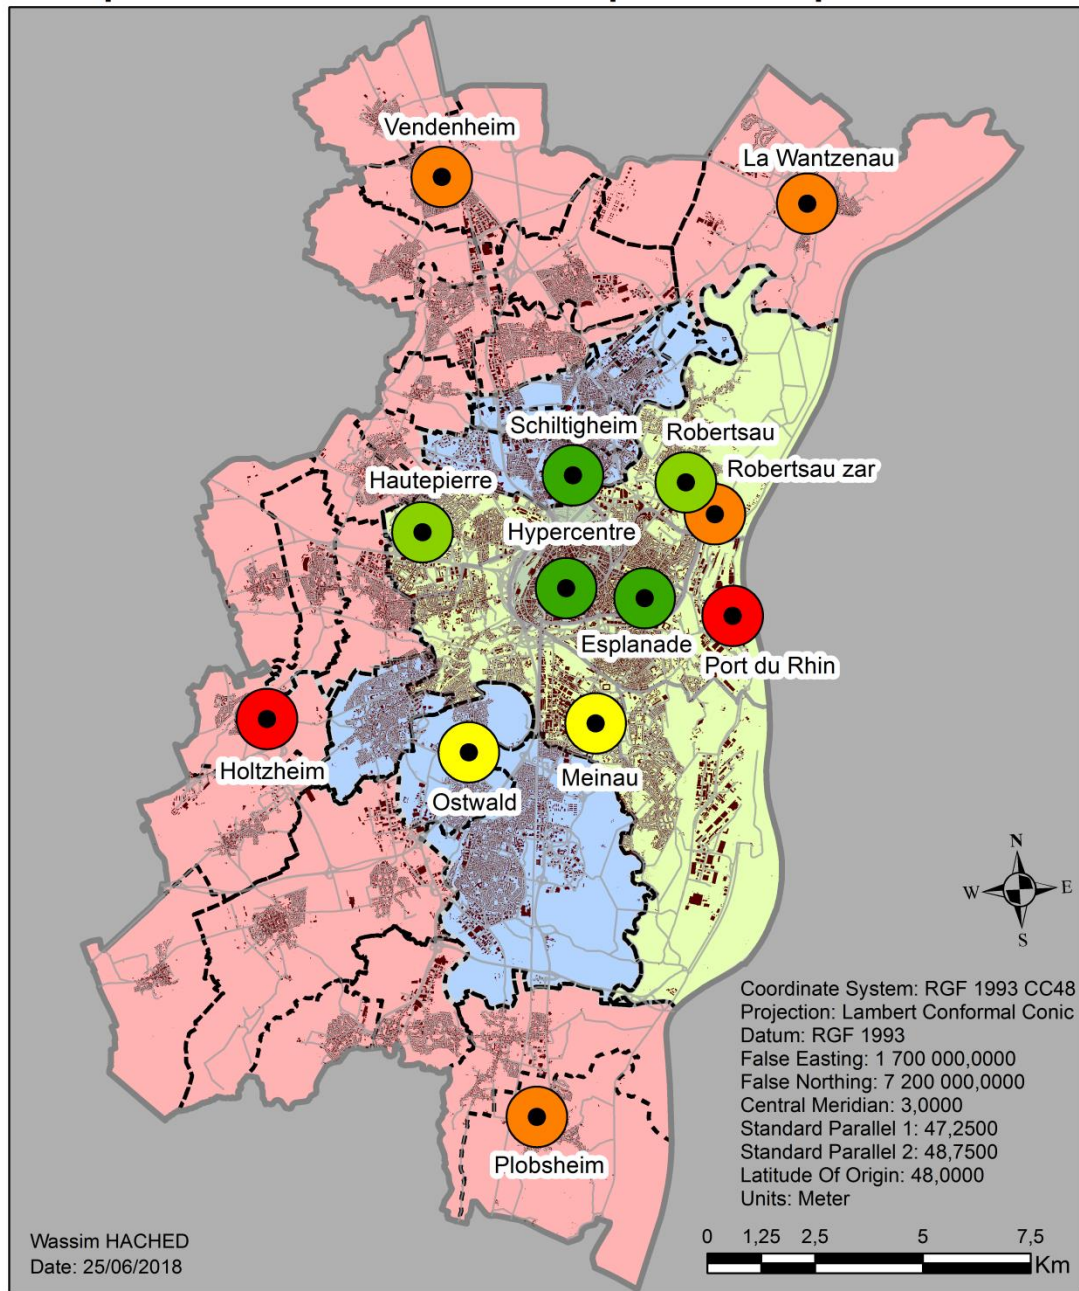 Vendenheim
La Wantzenau
Schiltigheim
Robertsau
Hautepierre
Robertsau zar
Hypercentre
Esplanade
Port du Rhin
Holtzheim
Meinau
Ostwald
N
W
E
S
Coordinate System: RGF 1993 CC48
Projection: Lambert Conformal Conic
Datum: RGF 1993
False Easting: 1 700 000,0000
False Northing: 7 200 000,0000
Central Meridian: 3,0000
Standard Parallel 1: 47,2500
Standard Parallel 2: 48,7500
Latitude Of Origin: 48,0000
Units: Meter
Plobsheim
Wassim HACHED
Date: 25/06/2018
0 1,25 2,5 5 7,5
Km